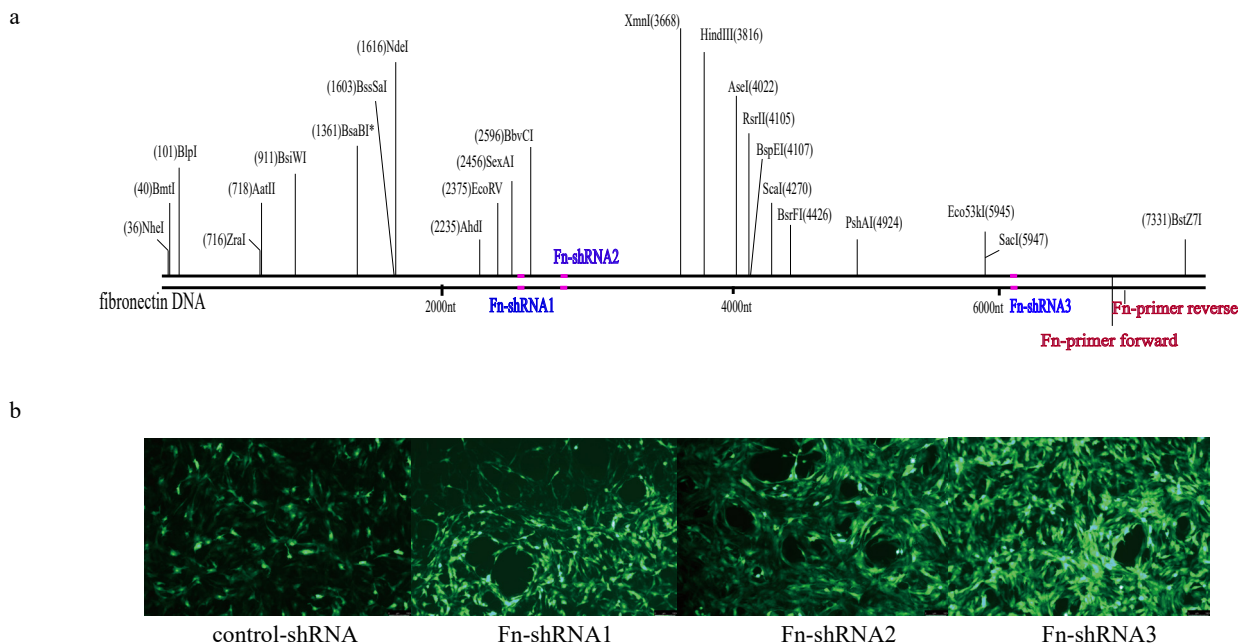 a
XmnI(3668)
HindIII(3816)
(1616)NdeI
(1603)BssSaI
AseI(4022)
RsrII(4105)
(1361)BsaBI*
(2596)BbvCI
BspEI(4107)
(101)BlpI
(911)BsiWI
(2456)SexAI
(40)BmtI
(718)AatII
(2375)EcoRV
ScaI(4270)
BsrFI(4426)
Eco53kI(5945)
(36)NheI
(716)ZraI
(2235)AhdI
PshAI(4924)
SacI(5947)
(7331)BstZ7I
Fn-shRNA2
fibronectin DNA
2000nt
Fn-shRNA1
4000nt
6000nt
Fn-shRNA3
Fn-primer reverse
Fn-primer forward
b
control-shRNA
Fn-shRNA1
Fn-shRNA2
Fn-shRNA3